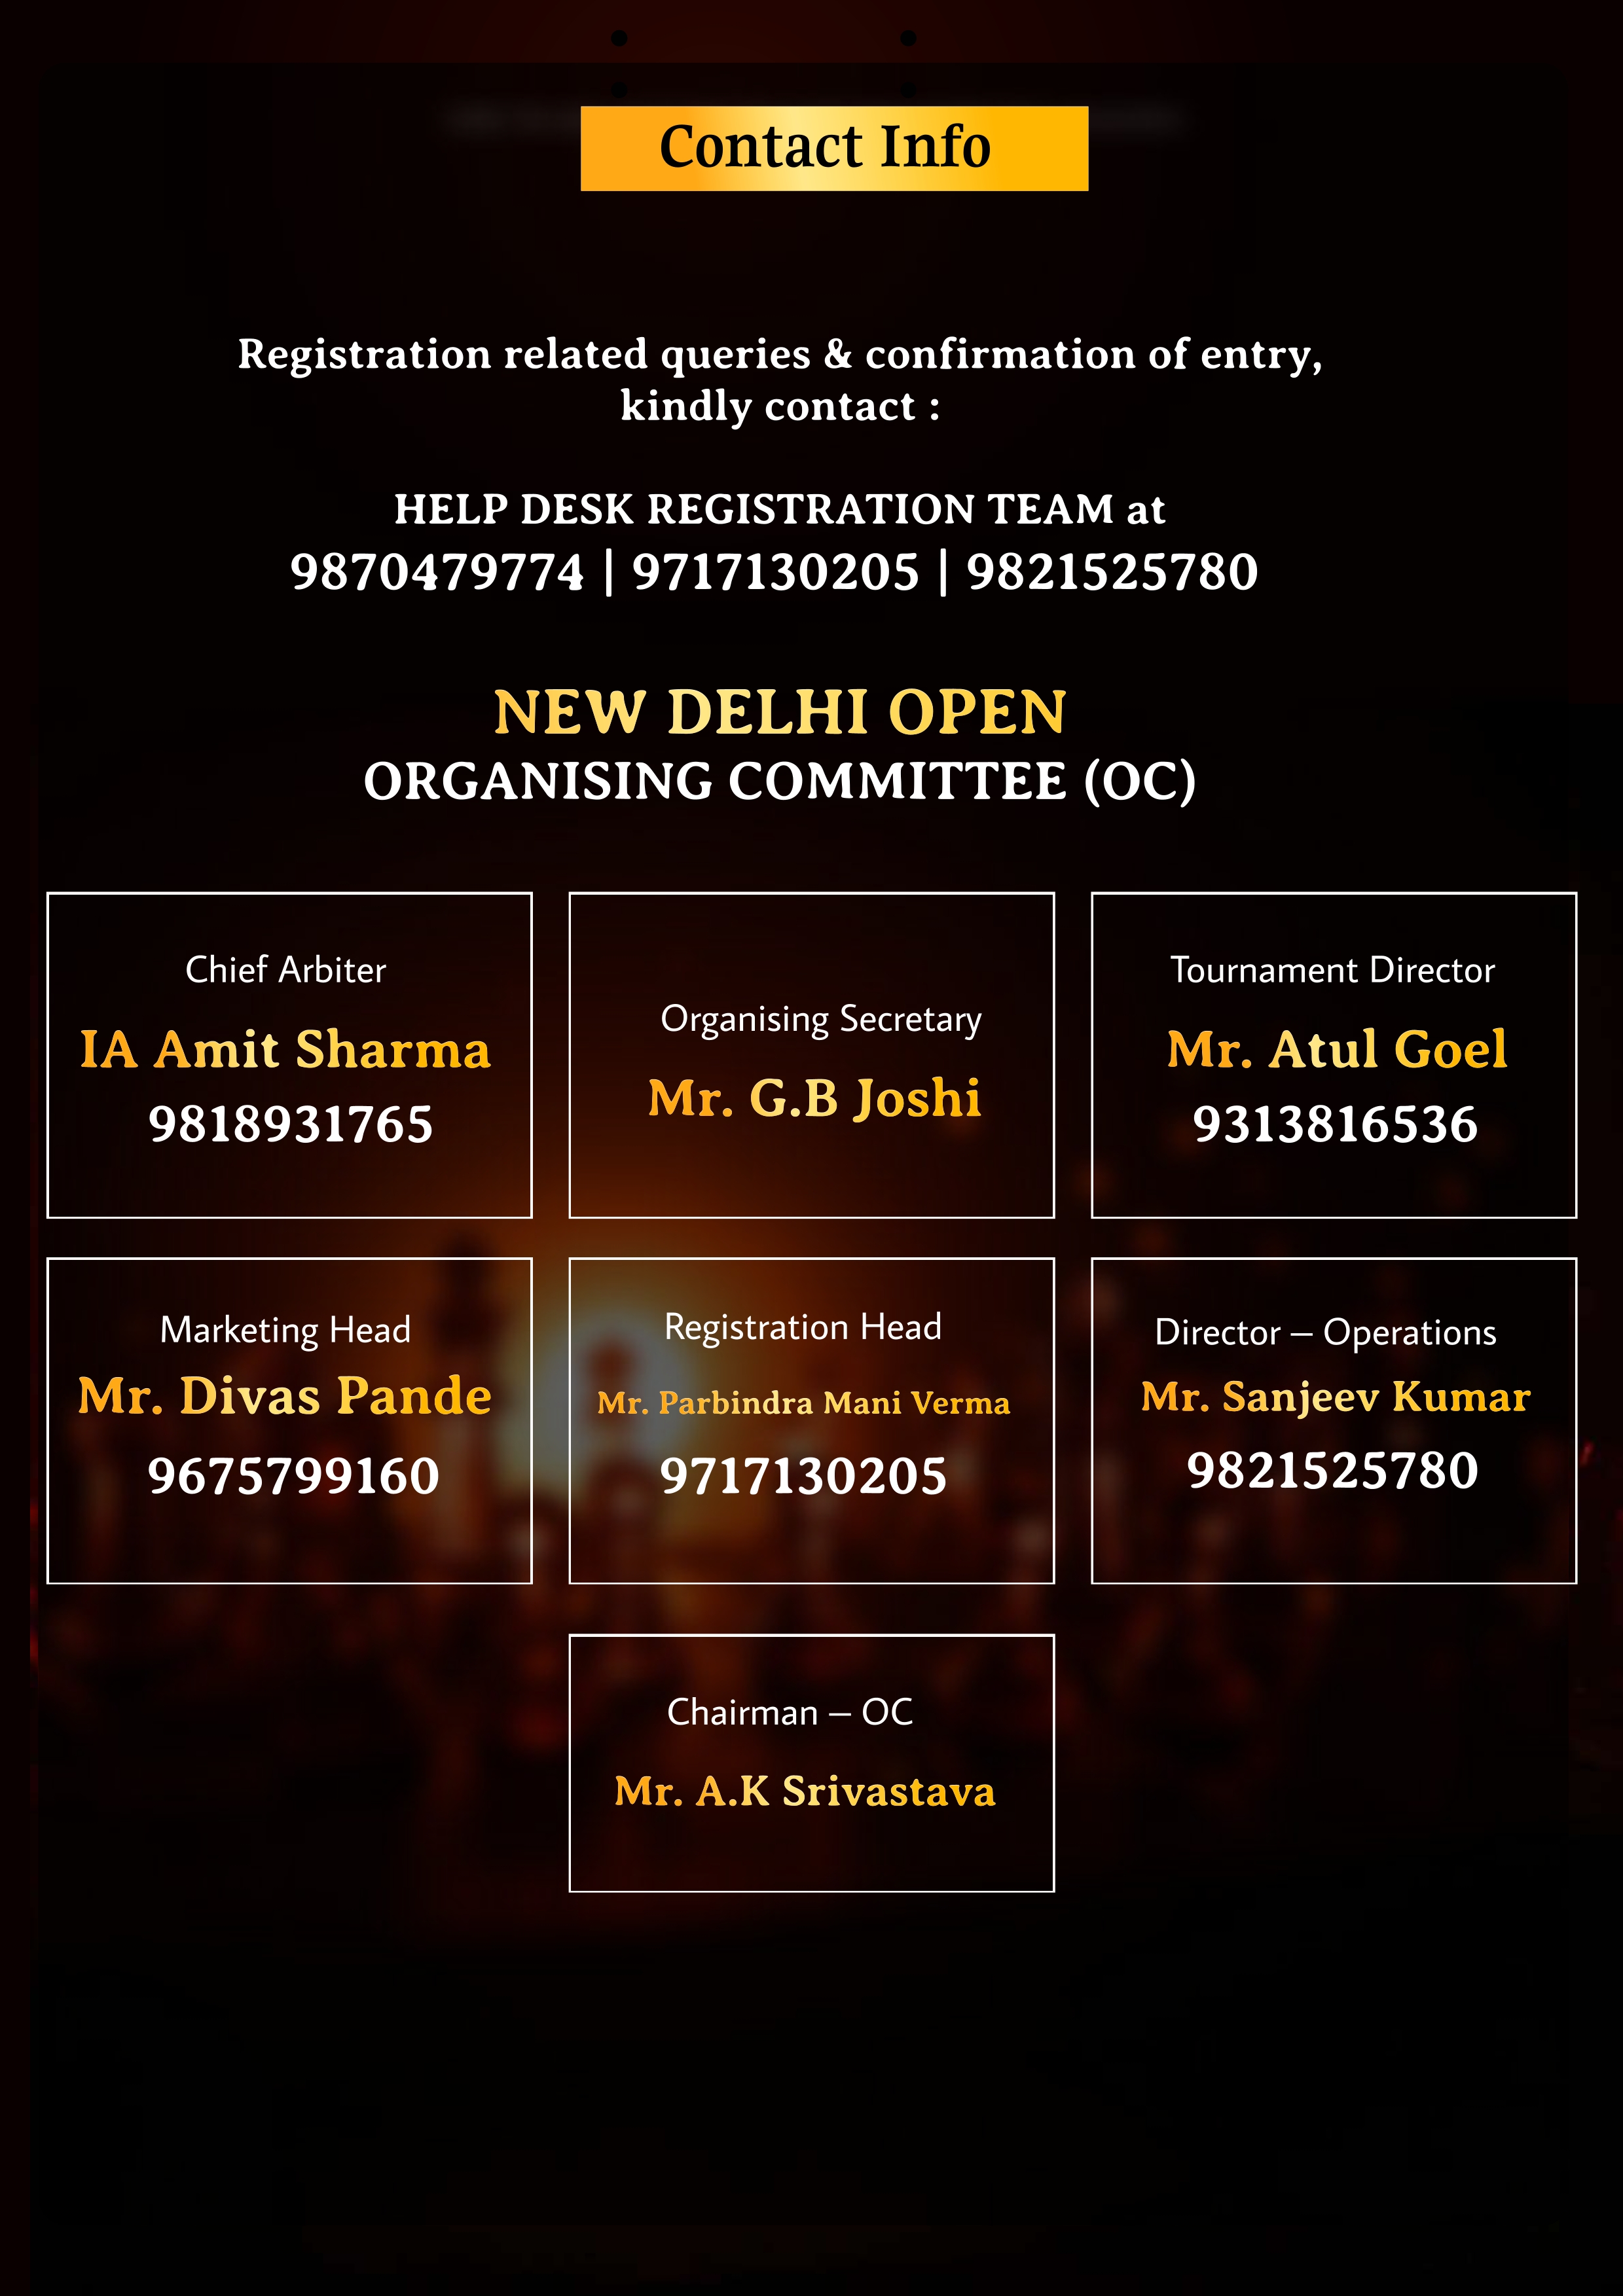 Contact Info
Registration related queries & confirmation of entry,
kindly contact :
HELP DESK REGISTRATION TEAM at
9870479774 | 9717130205 | 9821525780
NEW DELHI OPEN
ORGANISING COMMITTEE (OC)
Chief Arbiter
IA Amit Sharma
9818931765
Organising Secretary
Mr. G.B Joshi
Tournament Director
Mr. Atul Goel
9313816536
Marketing Head
Mr. Divas Pande
9675799160
Registration Head
Mr. Parbindra Mani Verma
9717130205
Director – Operations
Mr. Sanjeev Kumar
9821525780
Chairman – OC
Mr. A.K Srivastava